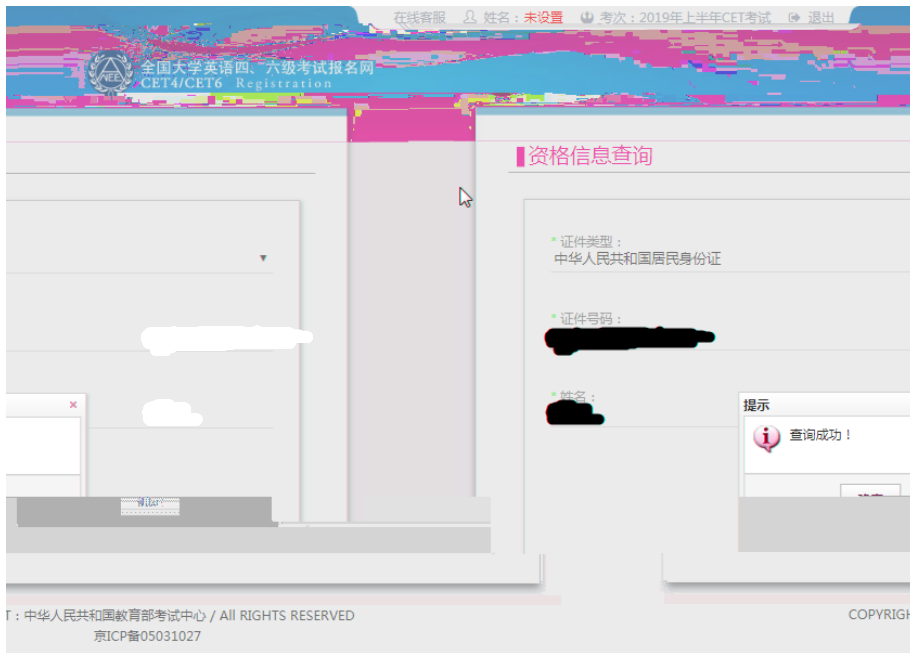 在线客服 姓名：未设置 考次：2019年上半年CET考试 退出
NEEA
全国大学英语四、六级考试报名网
CET4/CET6 Registration
资格信息查询
* 证件类型：
中华人民共和国居民身份证
* 证件号码：
* 姓名：
提示
查询成功！
T：中华人民共和国教育部考试中心 / All RIGHTS RESERVED
COPYRIGH
京ICP备05031027